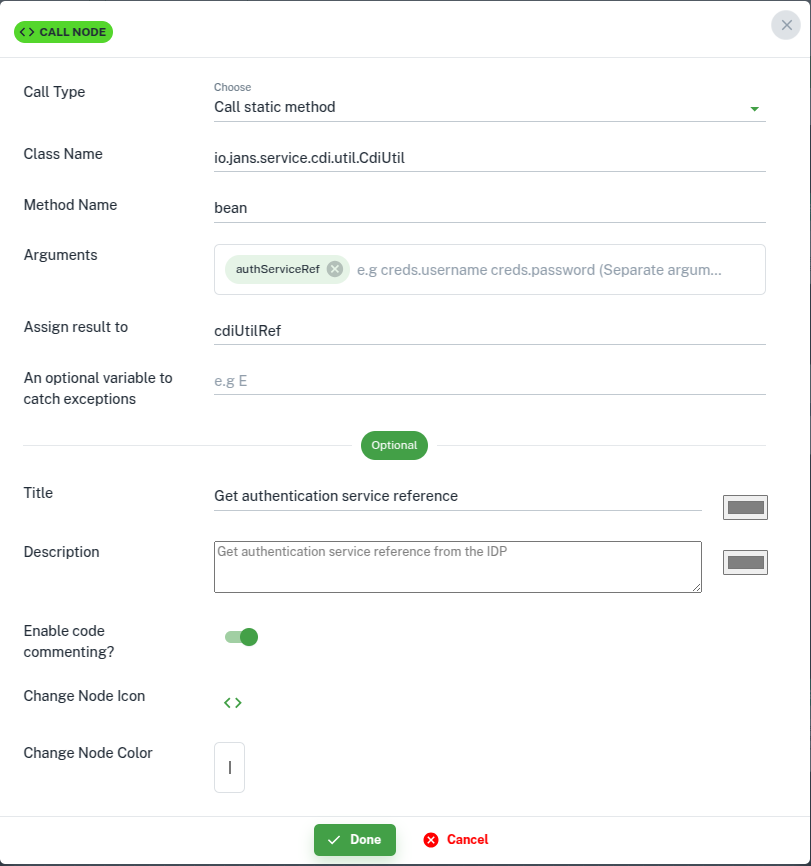 <> CALL NODE
Call Type
Choose
Call static method
Class Name
io.jans.service.cdi.util.CdiUtil
Method Name
bean
Arguments
authServiceRef
e.g creds.username creds.password (Separate argum...
Assign result to
cdiUtilRef
An optional variable to
catch exceptions
e.g E
Optional
Title
Get authentication service reference
Description
Get authentication service reference from the IDP
Enable code
commenting?
Change Node Icon
<>
Change Node Color
Done
Cancel